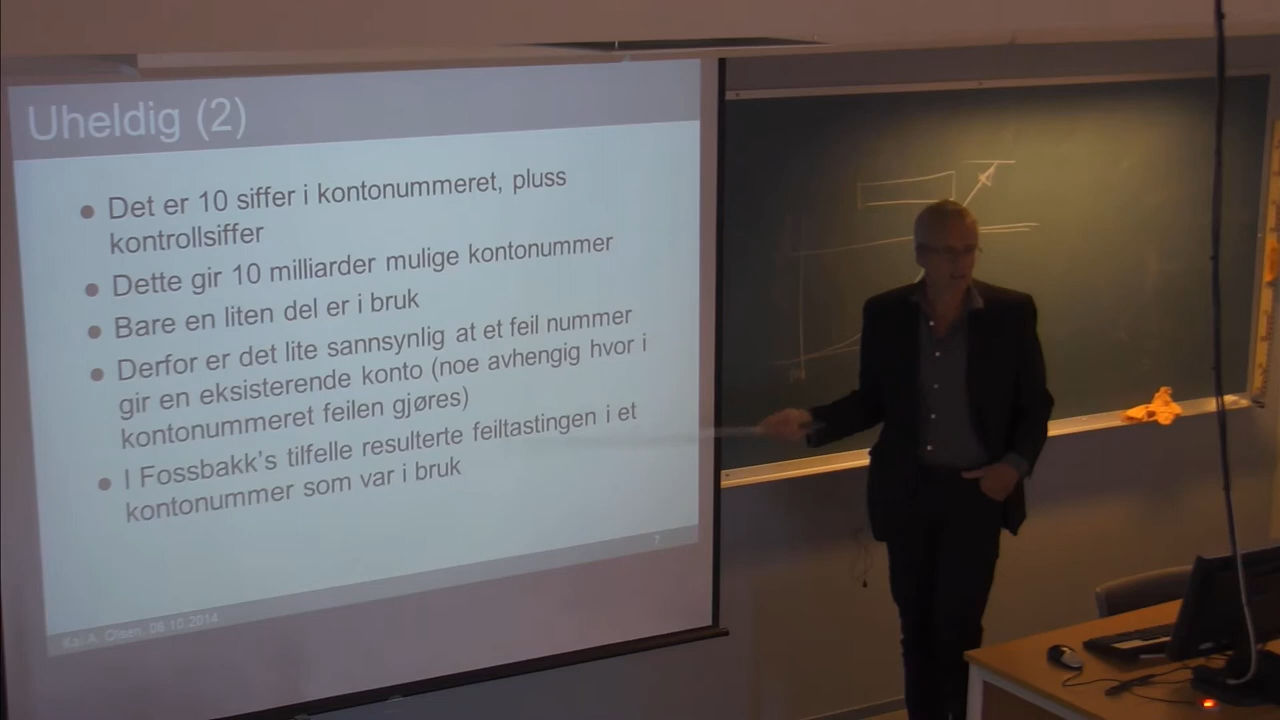 Uheldig (2)
Det er 10 siffer i kontonummeret, pluss
kontrollsiffer
Dette gir 10 milliarder mulige kontonummer
Bare en liten del er i bruk
Derfor er det lite sannsynlig at et feil nummer
gir en eksisterende konto (noe avhengig hvor i
kontonummeret feilen gjøres)
I Fossbakk's tilfelle resulterte feiltastingen i et
kontonummer som var i bruk
7
Kai A. Olsen, 06.10.2014